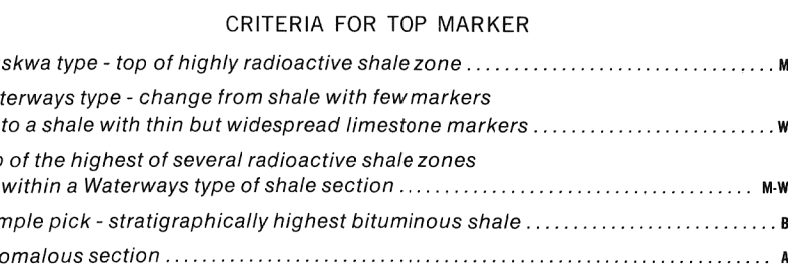 CRITERIA FOR TOP MARKER
skwa type - top of highly radioactive shale zone ................................. M
terways type - change from shale with few markers
to a shale with thin but widespread limestone markers .......................... W
of the highest of several radioactive shale zones
within a Waterways type of shale section ..................................... M-W
mple pick - stratigraphically highest bituminous shale ........................... B
omalous section ................................................................. A